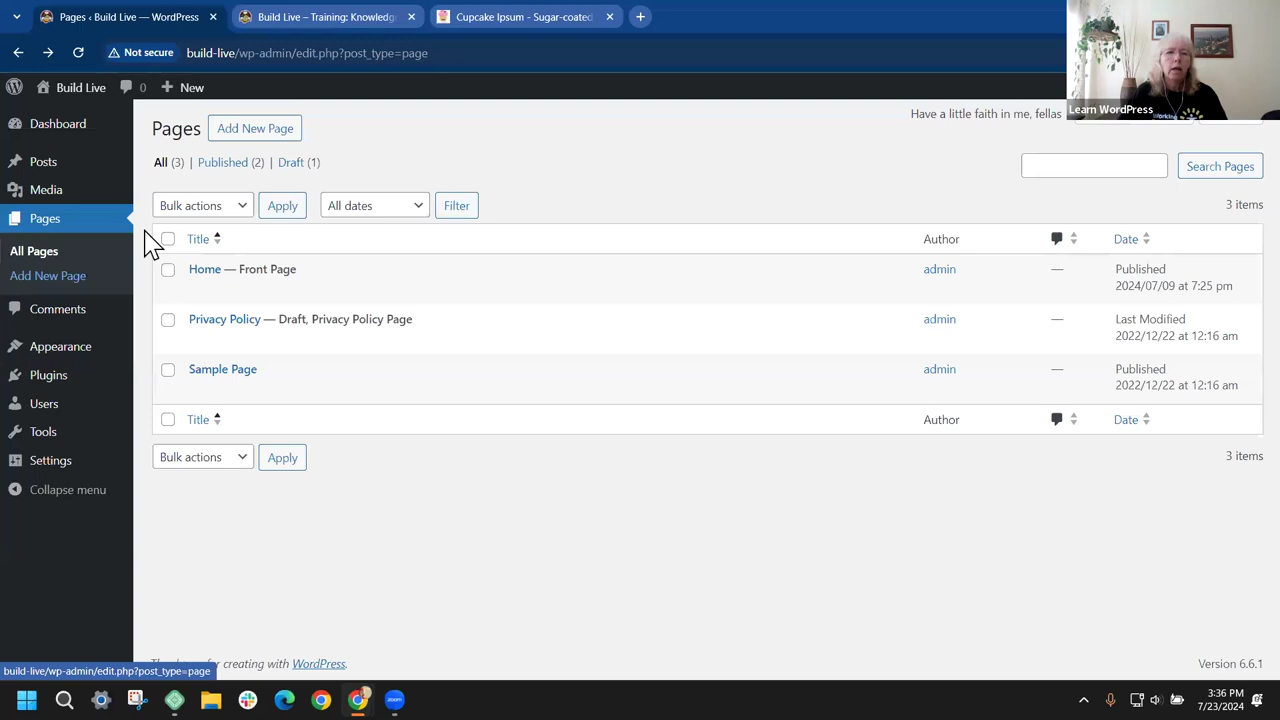 Pages ‹ Build Live — WordPress
Build Live – Training: Knowledg
Cupcake Ipsum - Sugar-coated
Not secure
build-live/wp-admin/edit.php?post_type=page
Learn WordPress
Build Live
0
New
Dashboard
Posts
Media
Pages
All Pages
Add New Page
Comments
Appearance
Plugins
Users
Tools
Settings
Collapse menu
Pages
Add New Page
Have a little faith in me, fellas
All (3) | Published (2) | Draft (1)
Search Pages
Bulk actions
Apply
All dates
Filter
3 items
Title
Author
Date
Home — Front Page
admin
—
Published
2024/07/09 at 7:25 pm
Privacy Policy — Draft, Privacy Policy Page
admin
—
Last Modified
2022/12/22 at 12:16 am
Sample Page
admin
—
Published
2022/12/22 at 12:16 am
Title
Author
Date
Bulk actions
Apply
3 items
for creating with WordPress.
Version 6.6.1
build-live/wp-admin/edit.php?post_type=page
zoom
3:36 PM
7/23/2024